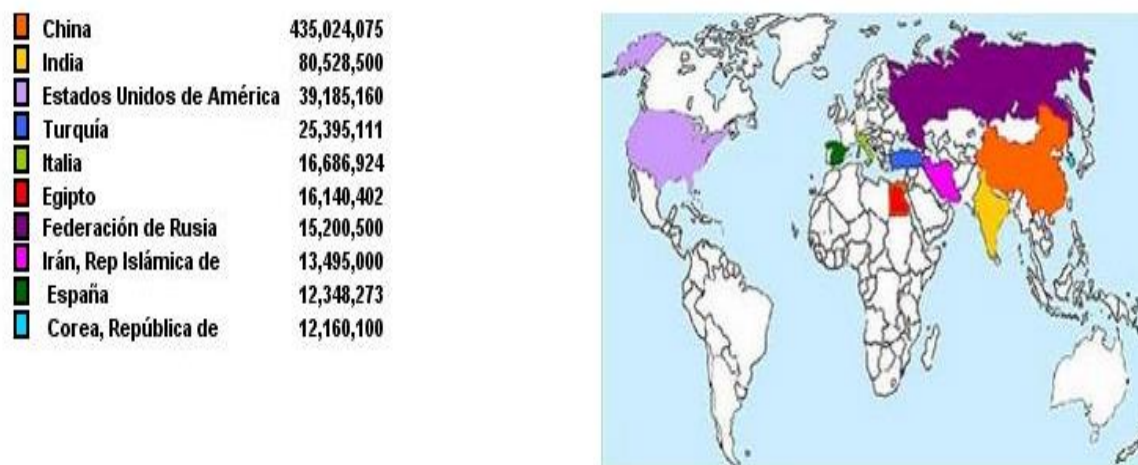 China 435,024,075
India 80,528,500
Estados Unidos de América 39,185,160
Turquía 25,395,111
Italia 16,686,924
Egipto 16,140,402
Federación de Rusia 15,200,500
Irán, Rep Islámica de 13,495,000
España 12,348,273
Corea, República de 12,160,100